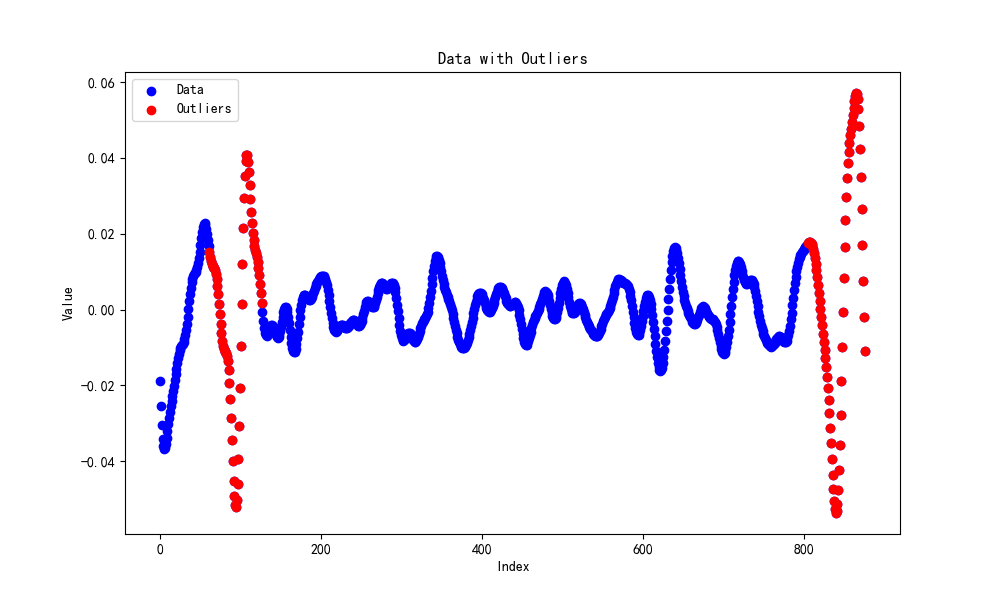 Data with Outliers
Data
Outliers
0.06
0.04
0.02
0.00
−0.02
−0.04
Value
0 200 400 600 800
Index